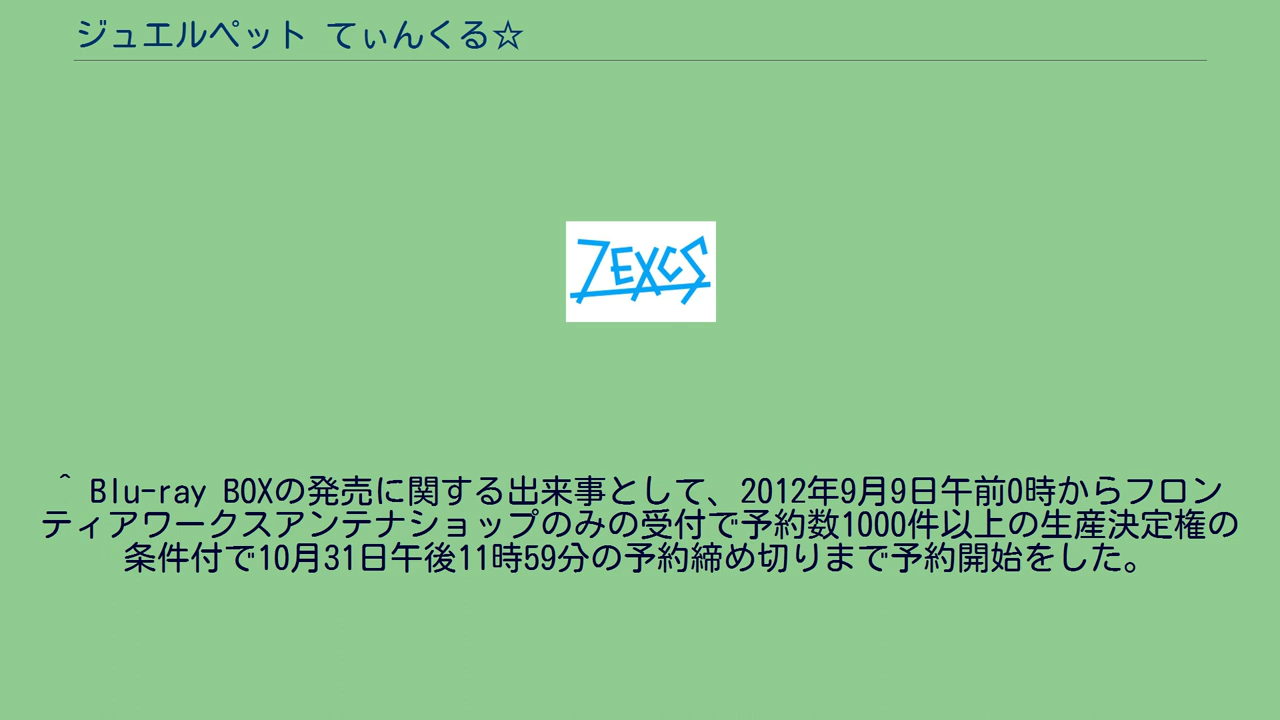 ジュエルペット てぃんくる☆
ZEXCS
^ Blu-ray BOXの発売に関する出来事として、2012年9月9日午前0時からフロン
ティアワークスアンテナショップのみの受付で予約数1000件以上の生産決定権の
条件付で10月31日午後11時59分の予約締め切りまで予約開始をした。